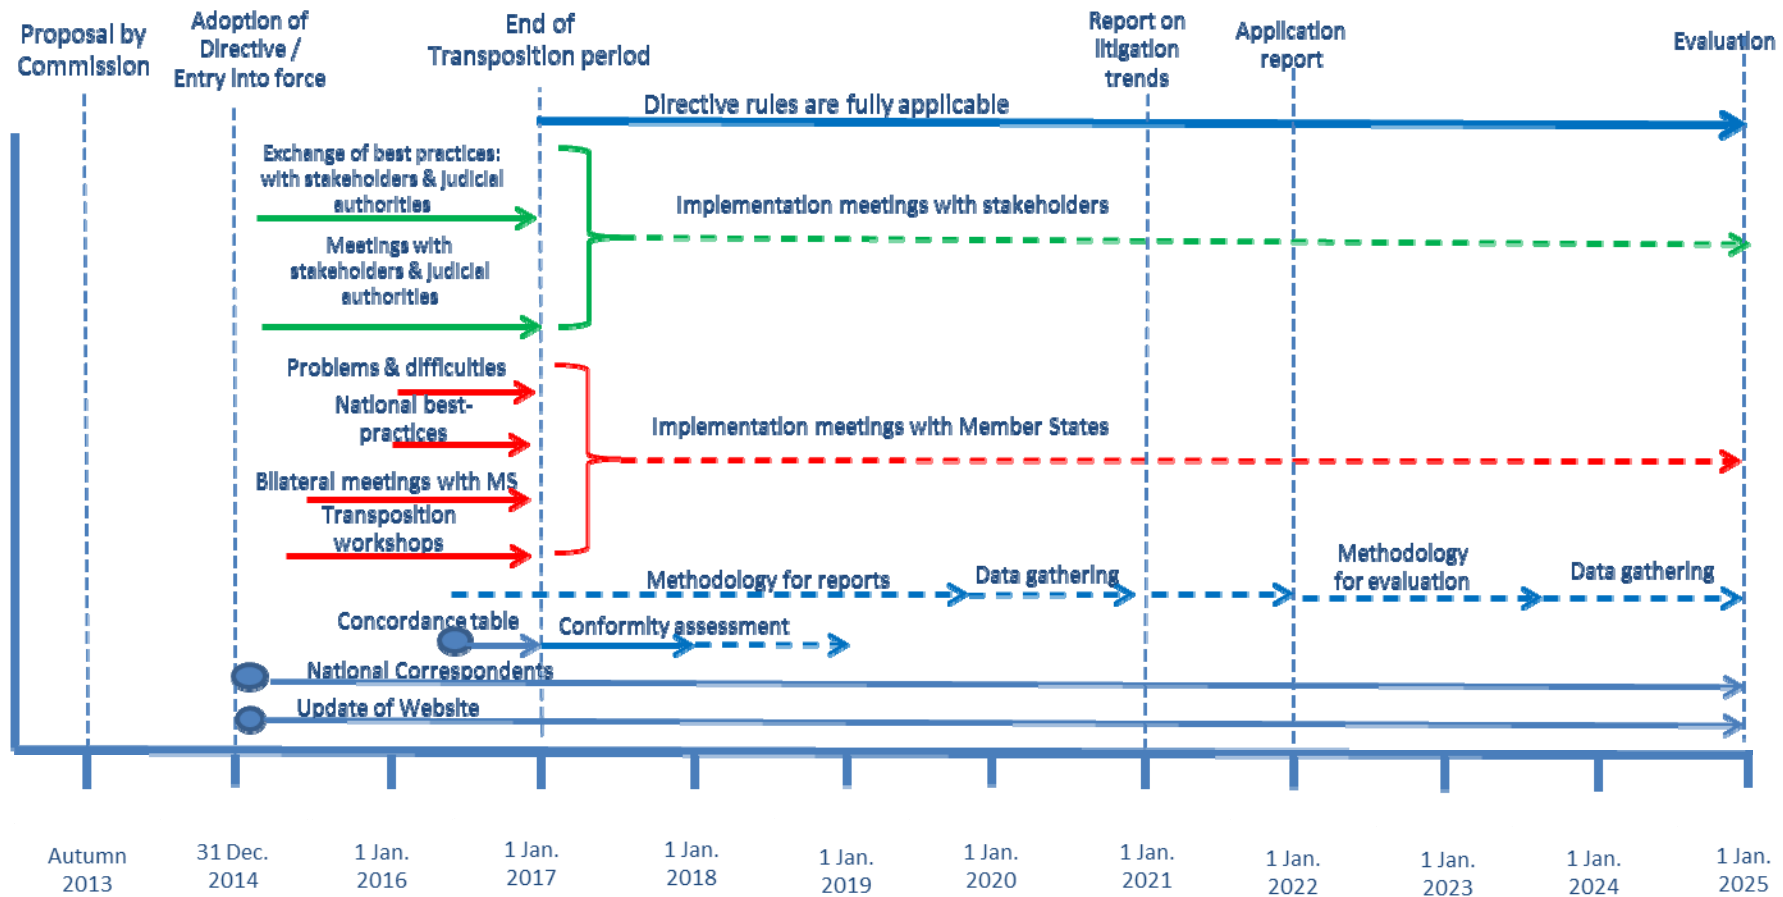 Proposal by
Commission
Adoption of
Directive /
Entry into force
End of
Transposition period
Report on
litigation
trends
Application
report
Evaluation
Directive rules are fully applicable
Exchange of best practices:
with stakeholders & judicial
authorities
Implementation meetings with stakeholders
Meetings with
stakeholders & judicial
authorities
Problems & difficulties
National best-
practices
Implementation meetings with Member States
Bilateral meetings with MS
Transposition
workshops
Methodology for reports
Data gathering
Methodology
for evaluation
Data gathering
Concordance table
Conformity assessment
National Correspondents
Update of Website
Autumn
2013
31 Dec.
2014
1 Jan.
2016
1 Jan.
2017
1 Jan.
2018
1 Jan.
2019
1 Jan.
2020
1 Jan.
2021
1 Jan.
2022
1 Jan.
2023
1 Jan.
2024
1 Jan.
2025